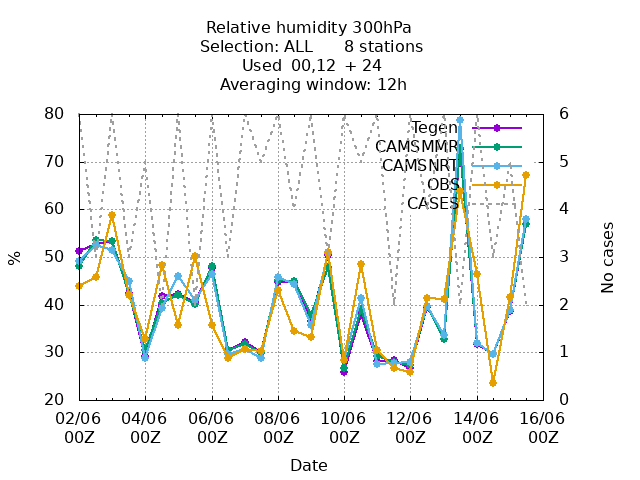 Relative humidity 300hPa
Selection: ALL 8 stations
Used 00,12 + 24
Averaging window: 12h
80
70
60
50
40
30
20
%
6
5
4
3
2
1
0
No cases
Tegen
CAMSMMR
CAMSNRT
OBS
CASES
02/06 04/06 06/06 08/06 10/06 12/06 14/06 16/06
00Z 00Z 00Z 00Z 00Z 00Z 00Z 00Z
Date